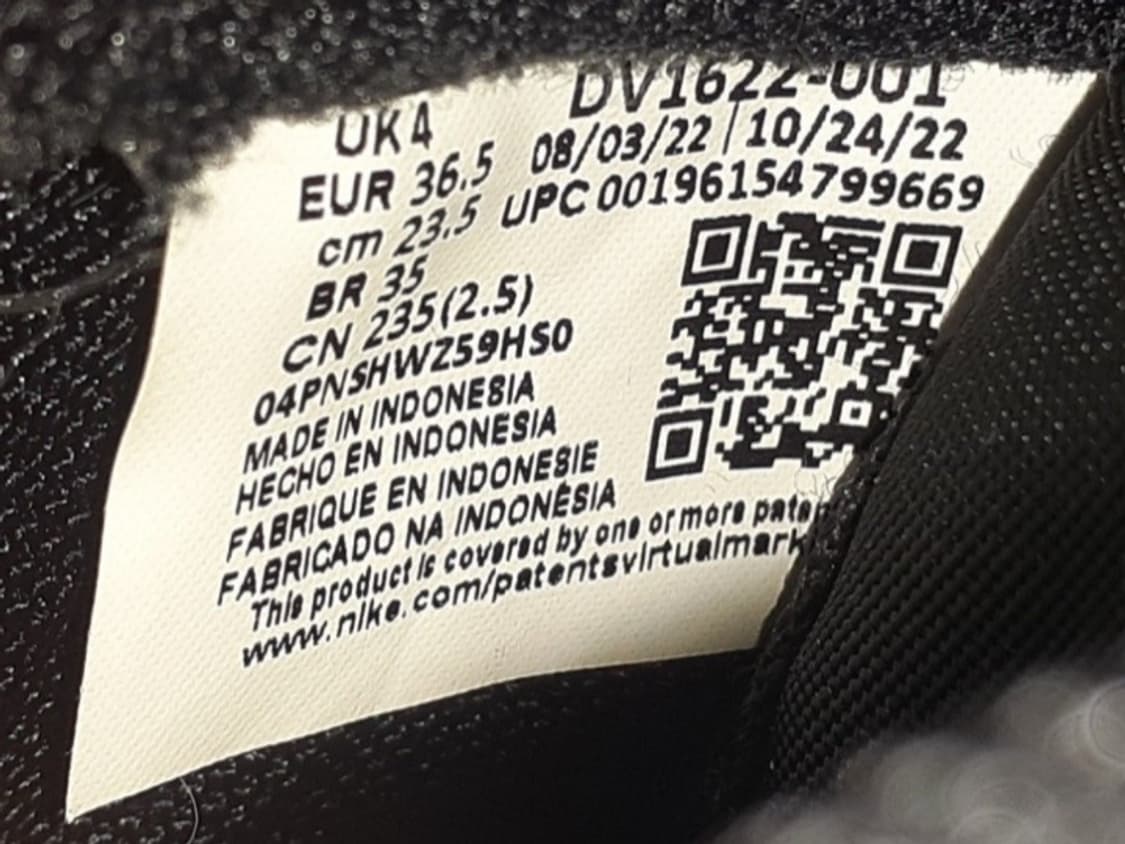 UK 4
EUR 36.5
cm 23.5
BR 35
CN 235(2.5)
DV1622-001
08/03/22 | 10/24/22
UPC 00196154799669
04PNSHWZ59HS0
MADE IN INDONESIA
HECHO EN INDONESIA
FABRIQUE EN INDONESIE
FABRICADO NA INDONÉSIA
This product is covered by one or more
www.nike.com/patentsvirtualmark